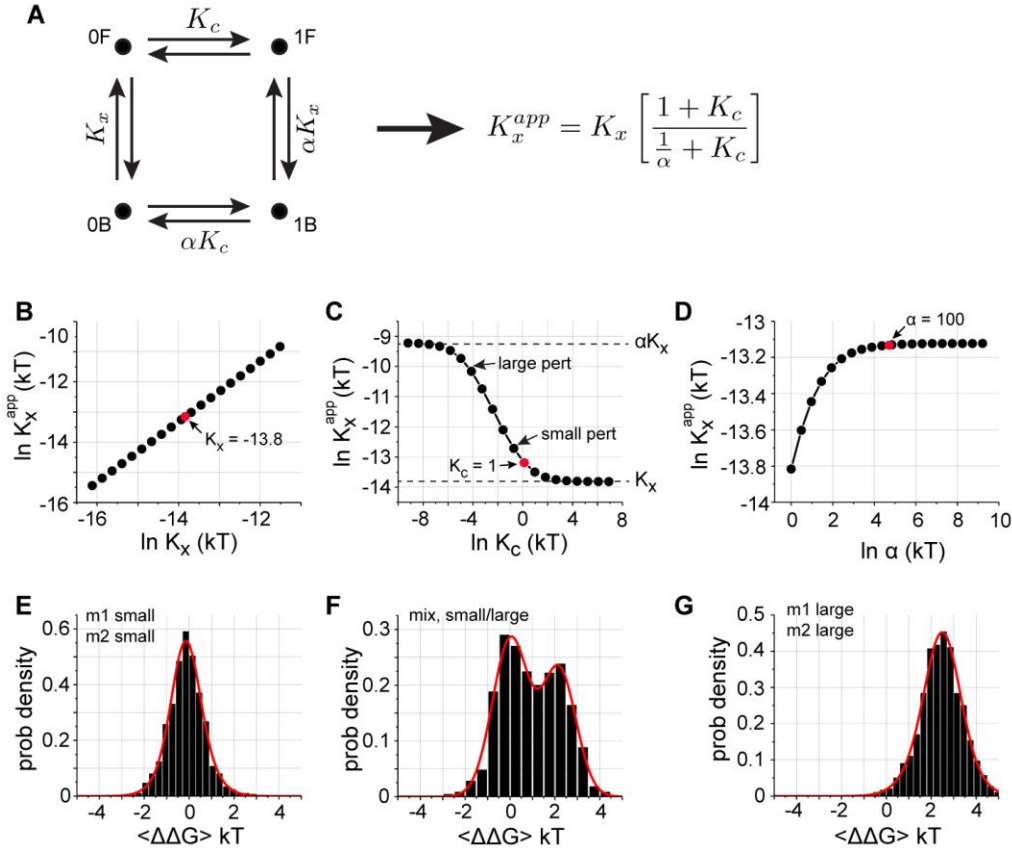 A
0F
K_c
1F
K_x
αK_x
K_x^{app} = K_x [ (1 + K_c) / (1/α + K_c) ]
0B
αK_c
1B
B
-10
-12
-14
-16
ln K_x^{app} (kT)
K_x = -13.8
-16 -14 -12
ln K_x (kT)
C
-9
-10
-11
-12
-13
-14
ln K_x^{app} (kT)
αK_x
large pert
small pert
K_c = 1
K_x
-8 -4 0 4 8
ln K_c (kT)
D
-13
-13.2
-13.4
-13.6
-13.8
-14
ln K_x^{app} (kT)
α = 100
0 2 4 6 8 10
ln α (kT)
E
m1 small
m2 small
0.6
0.4
0.2
0
prob density
-4 -2 0 2 4
<ΔΔG> kT
F
mix, small/large
0.3
0.2
0.1
0
prob density
-4 -2 0 2 4
<ΔΔG> kT
G
m1 large
m2 large
0.5
0.4
0.3
0.2
0.1
0
prob density
-4 -2 0 2 4
<ΔΔG> kT